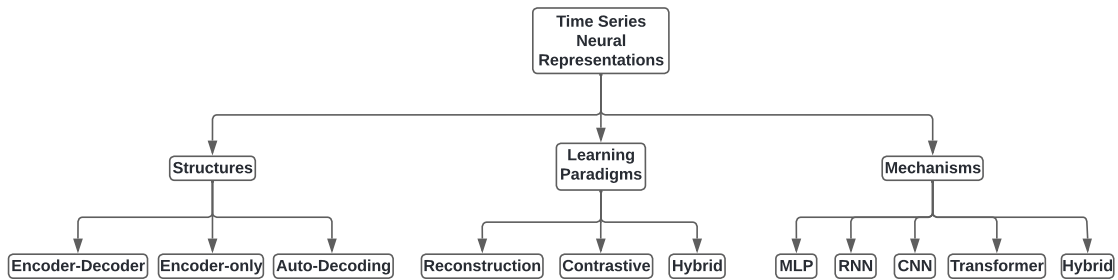 Time Series
Neural
Representations
Structures
Learning
Paradigms
Mechanisms
Encoder-Decoder
Encoder-only
Auto-Decoding
Reconstruction
Contrastive
Hybrid
MLP
RNN
CNN
Transformer
Hybrid